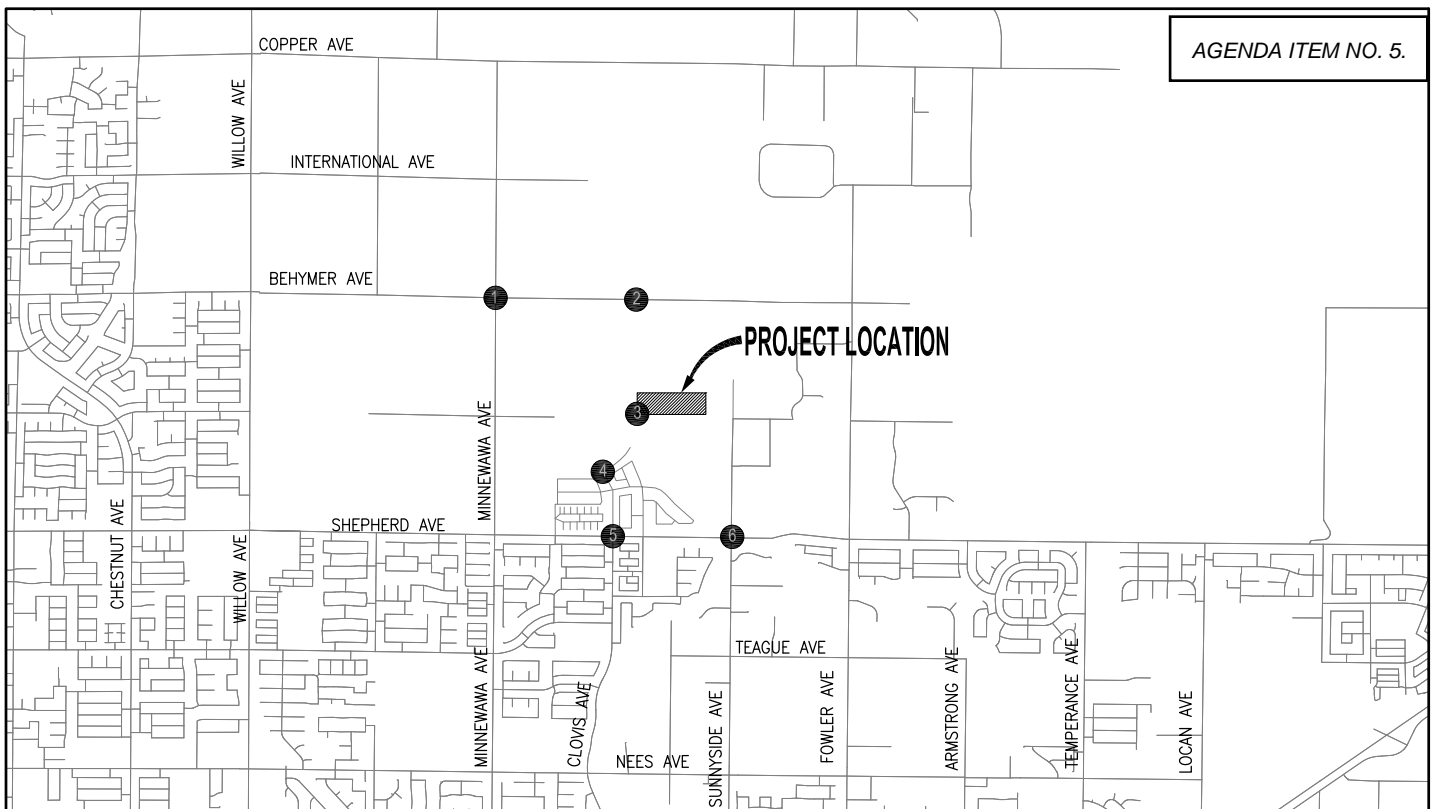 AGENDA ITEM NO. 5.
COPPER AVE
WILLOW AVE
INTERNATIONAL AVE
BEHYMER AVE
1
2
PROJECT LOCATION
3
MINNEWAWA AVE
4
SHEPHERD AVE
5
6
CHESTNUT AVE
WILLOW AVE
TEAGUE AVE
MINNEWAWA AVE
CLOVIS AVE
SUNNYSIDE AVE
FOWLER AVE
ARMSTRONG AVE
TEMPERANCE AVE
LOCAN AVE
NEES AVE